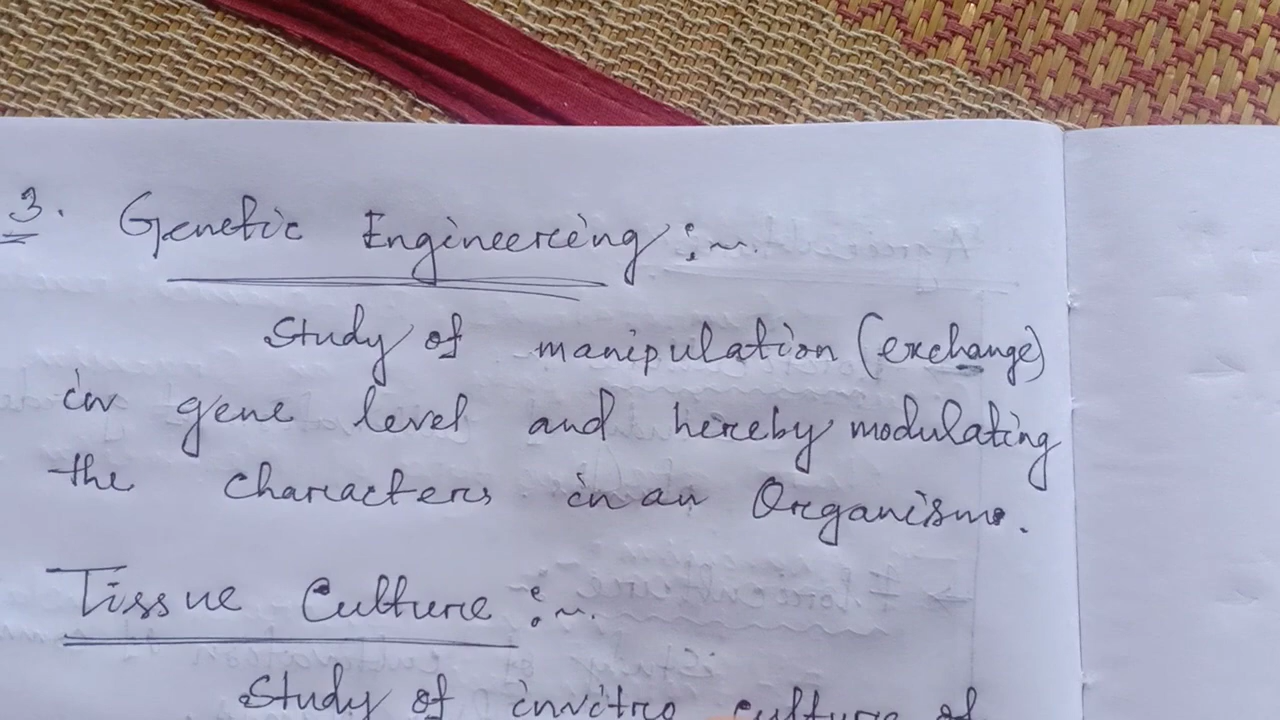 3. Genetic Engineering :~.
Study of manipulation (exchange)
in gene level and hereby modulating
the characters in an Organism.
Tissue Culture :~.
Study of invitro culture of